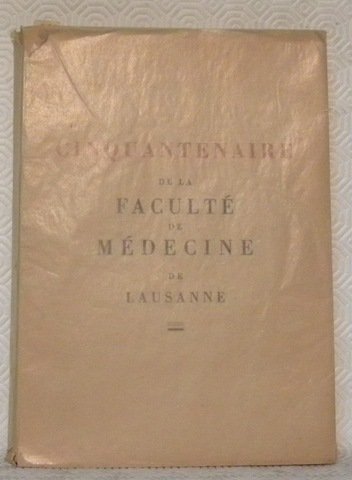 CINQUANTENAIRE
DE LA
FACULTÉ
DE
MÉDECINE
DE
LAUSANNE